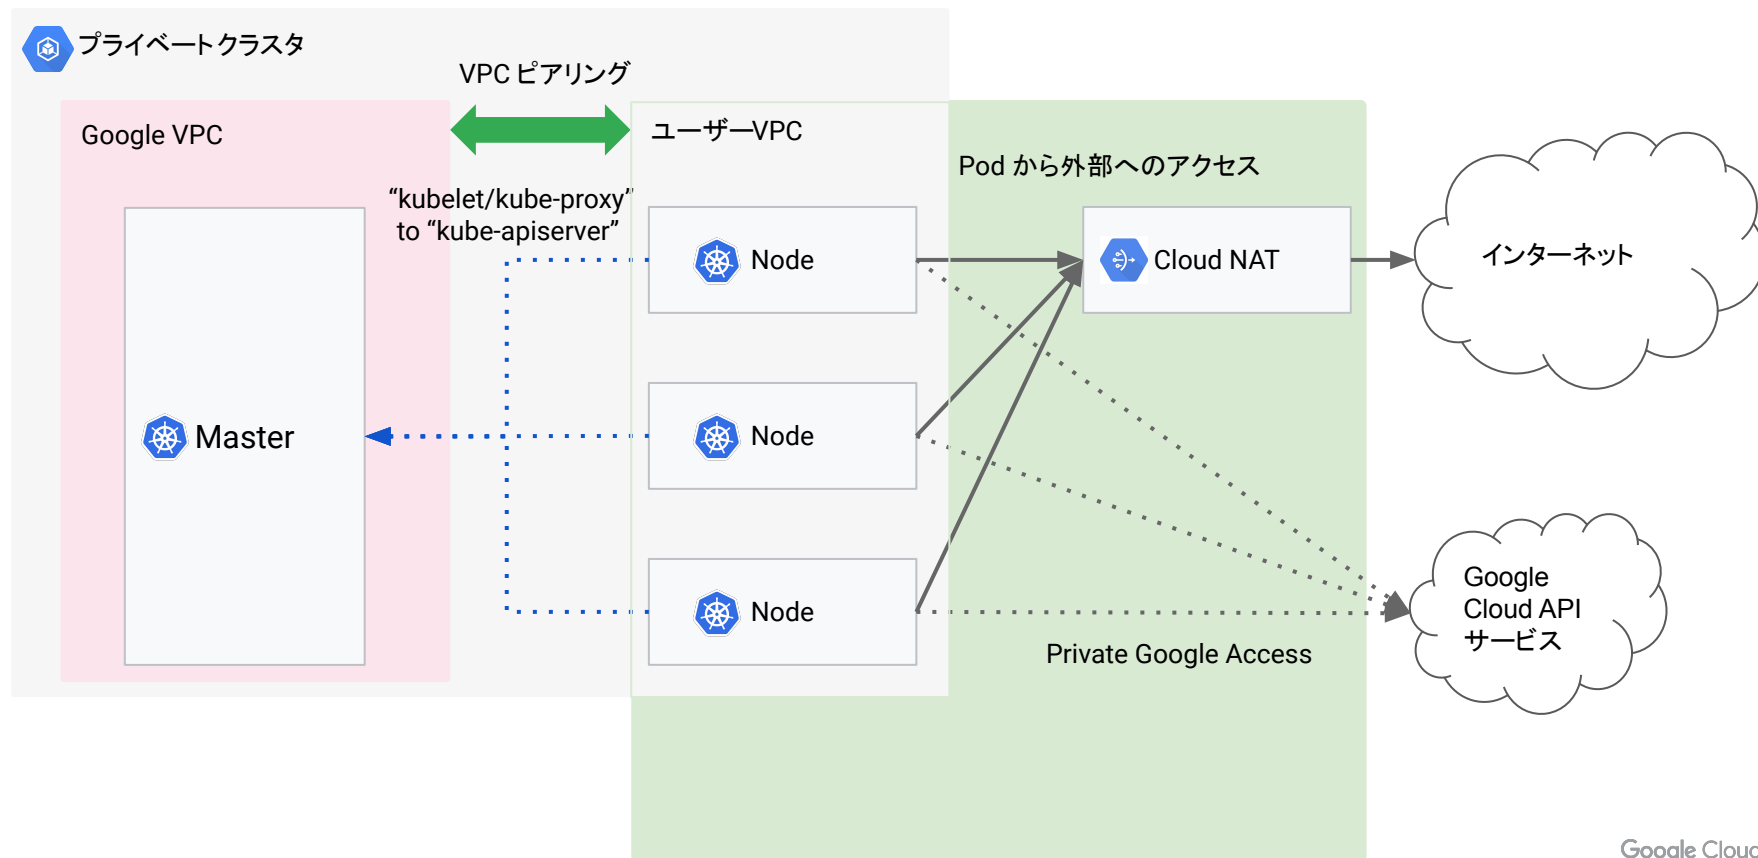 プライベート クラスタ
VPC ピアリング
Google VPC
ユーザーVPC
Pod から外部へのアクセス
“kubelet/kube-proxy”
to “kube-apiserver”
Node
Cloud NAT
インターネット
Master
Node
Node
Google
Cloud API
サービス
Private Google Access
Google Cloud